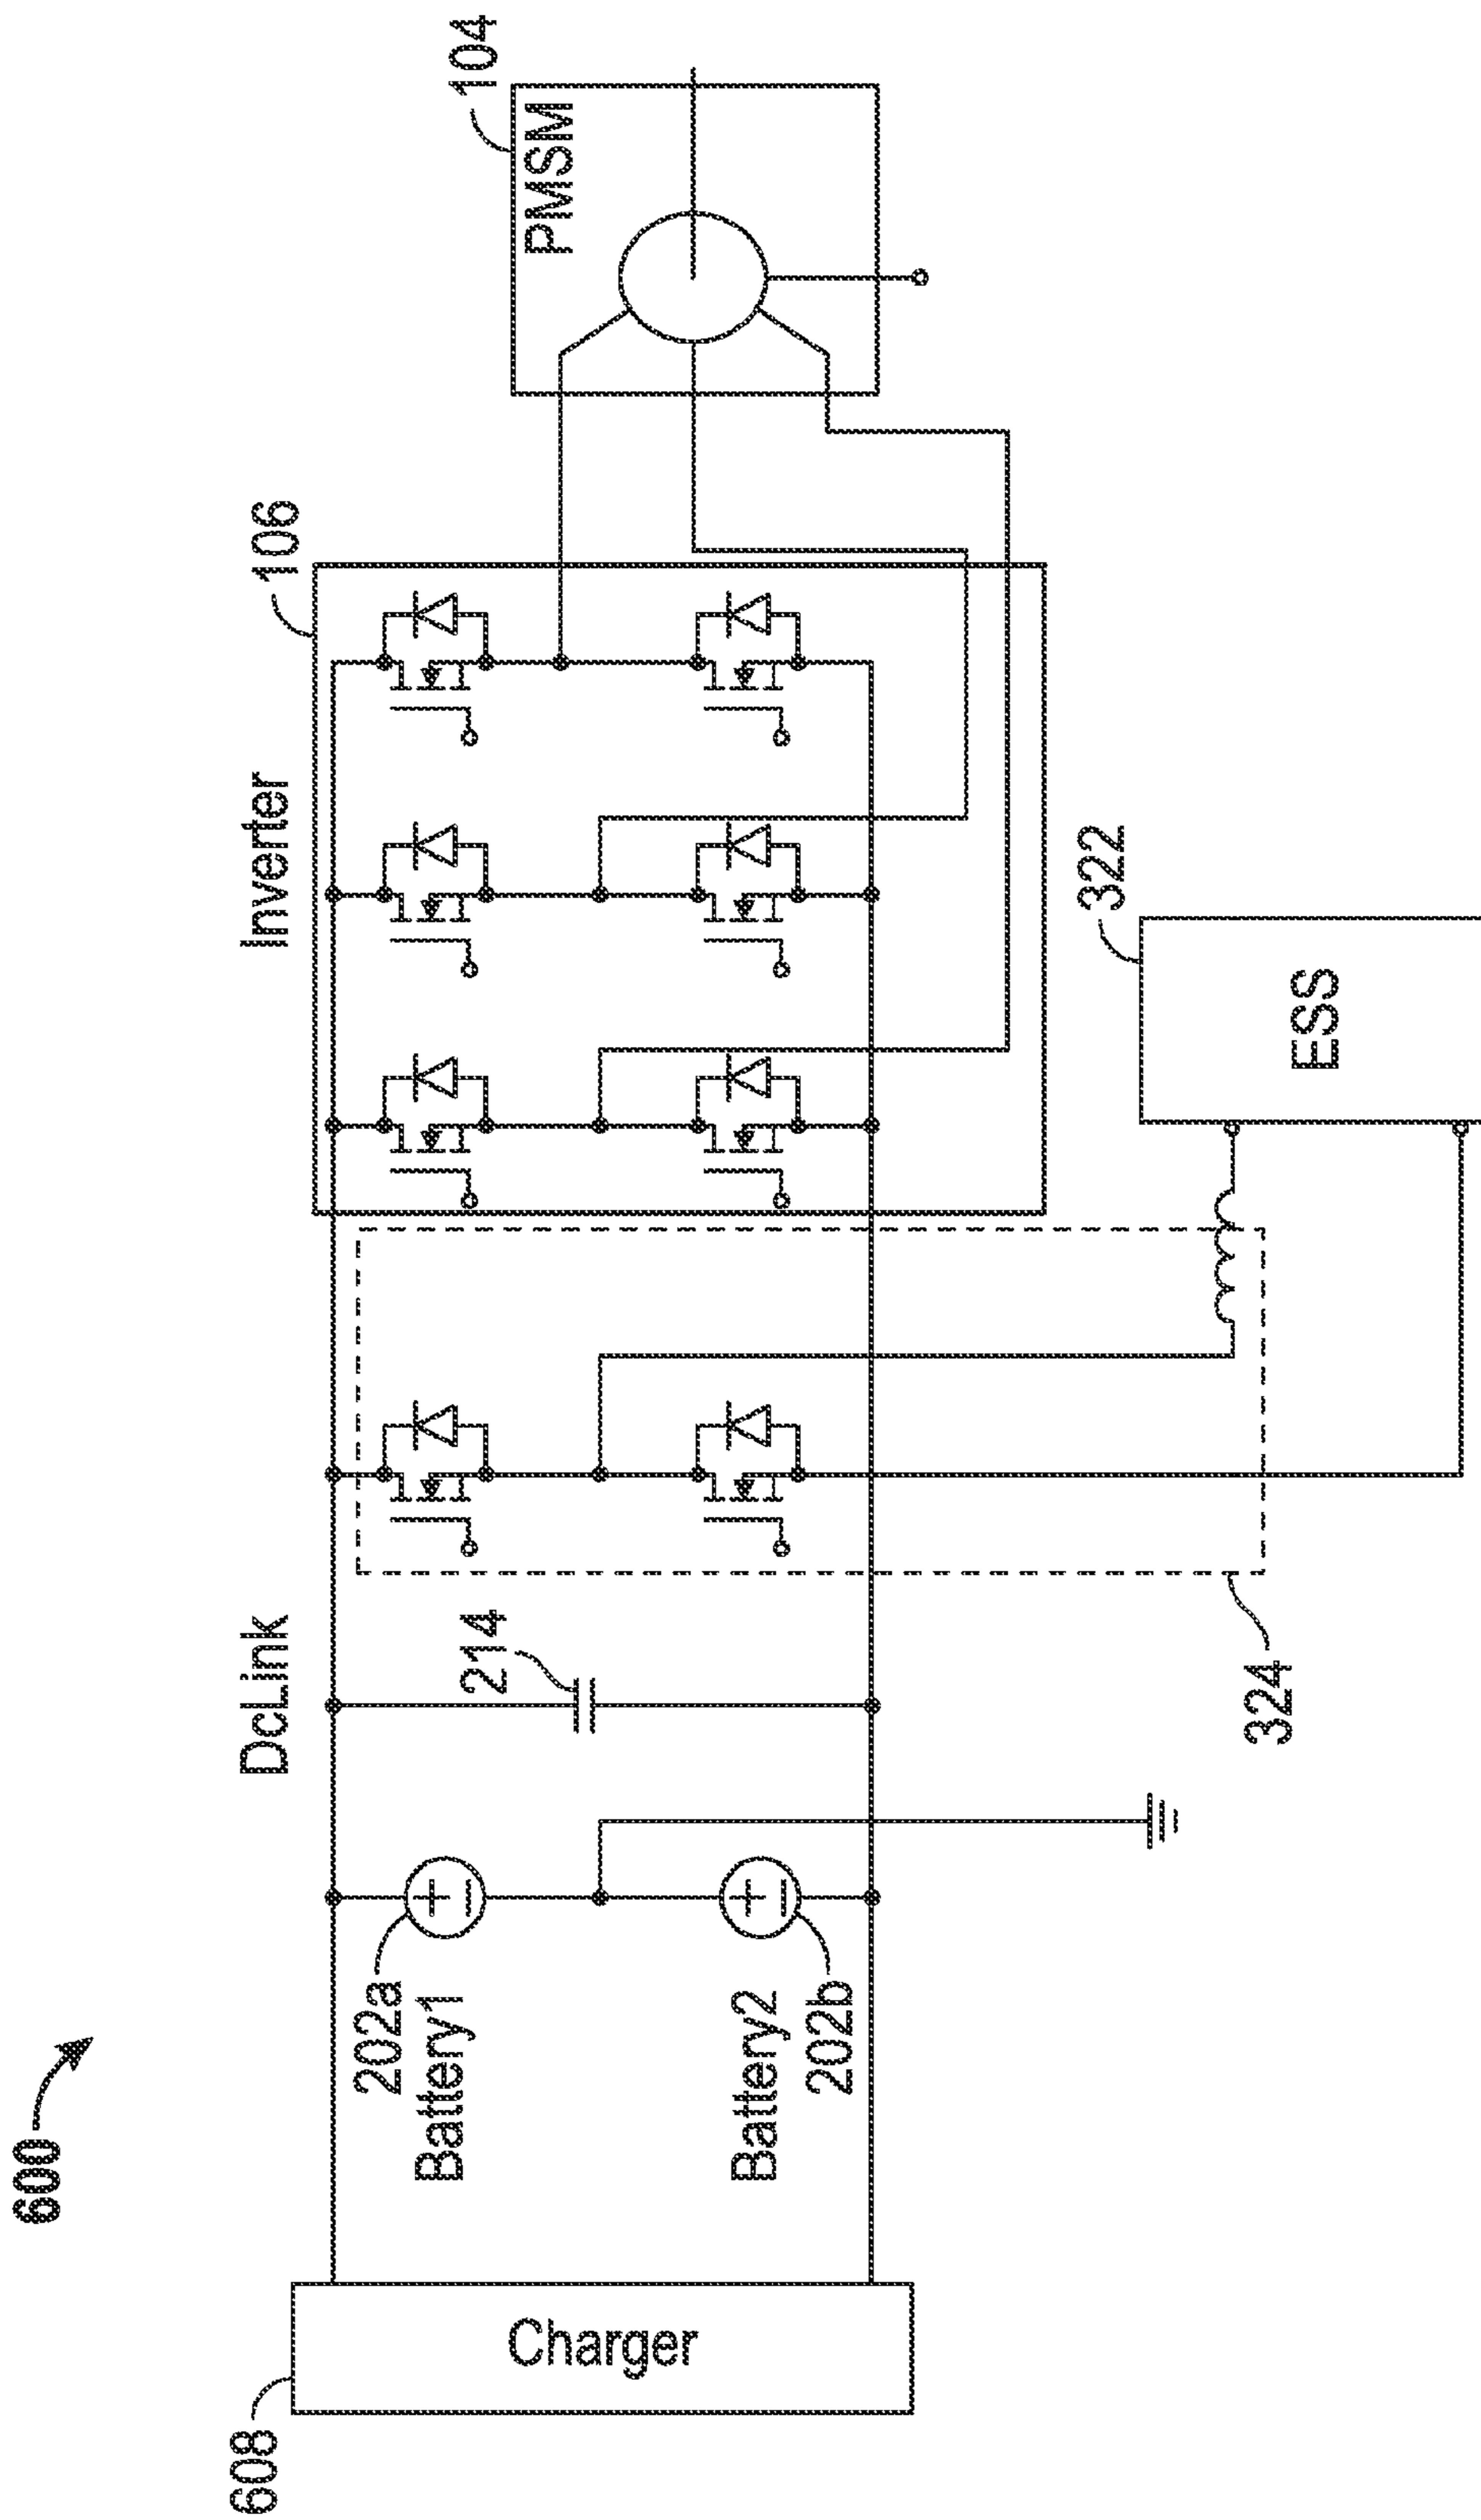 600
608
Charger
202a
Battery1
Battery2
202b
DcLink
214
324
Inverter
106
322
ESS
104
PMSM